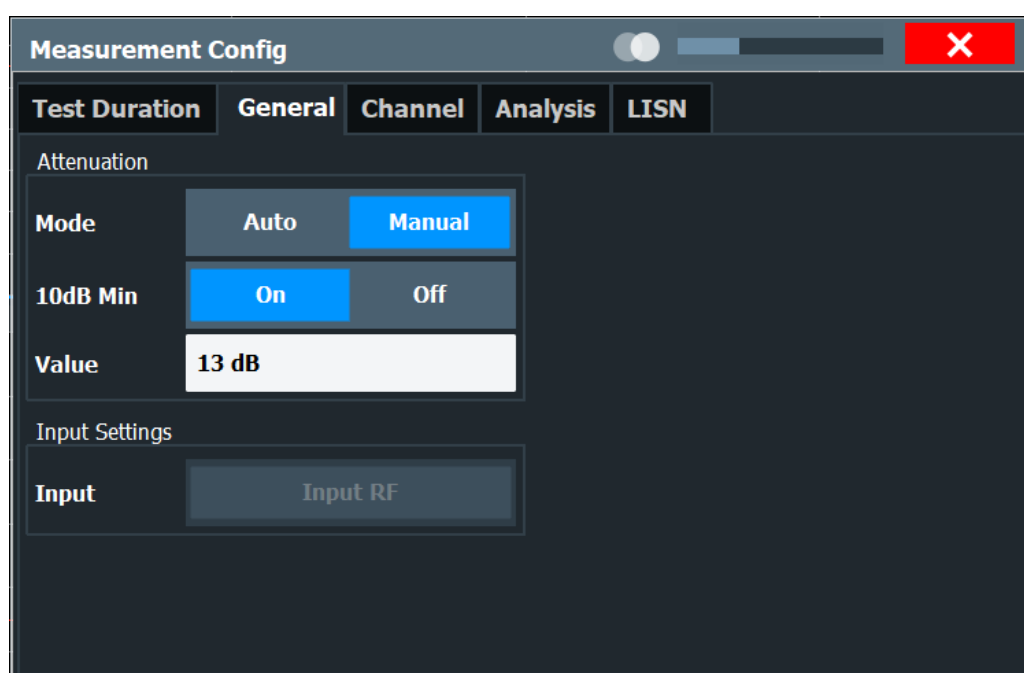 Measurement Config
Test Duration General Channel Analysis LISN
Attenuation
Mode Auto Manual
10dB Min On Off
Value 13 dB
Input Settings
Input Input RF